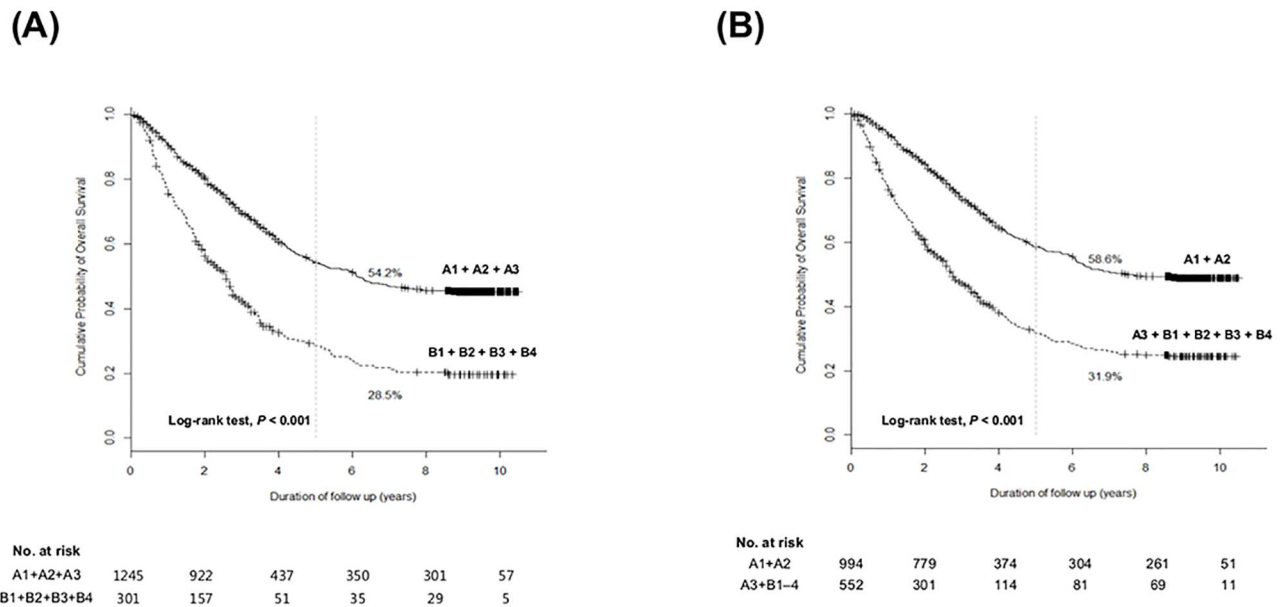 (A)
Cumulative Probability of Overall Survival
1.0
0.8
0.6
0.4
0.2
0.0
54.2%
A1 + A2 + A3
B1 + B2 + B3 + B4
28.5%
Log-rank test, P < 0.001
0 2 4 6 8 10
Duration of follow up (years)
No. at risk
A1+A2+A3 1245 922 437 350 301 57
B1+B2+B3+B4 301 157 51 35 29 5
(B)
Cumulative Probability of Overall Survival
1.0
0.8
0.6
0.4
0.2
0.0
58.6%
A1 + A2
A3 + B1 + B2 + B3 + B4
31.9%
Log-rank test, P < 0.001
0 2 4 6 8 10
Duration of follow up (years)
No. at risk
A1+A2 994 779 374 304 261 51
A3+B1–4 552 301 114 81 69 11